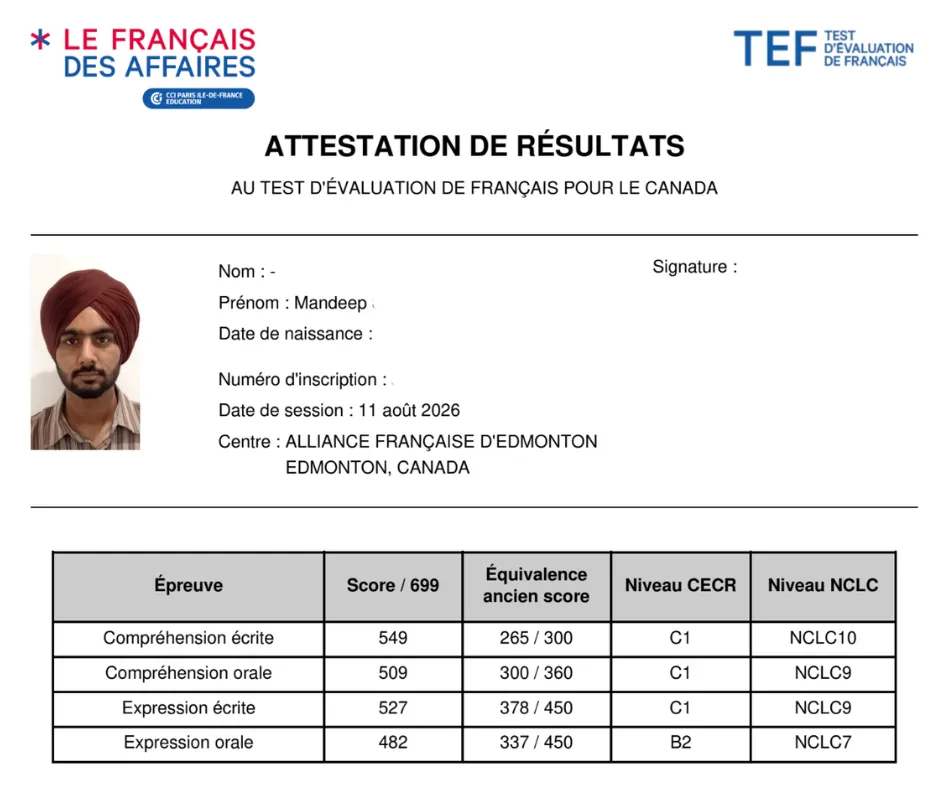 LE FRANÇAIS
DES AFFAIRES
CCI PARIS ILE-DE-FRANCE
EDUCATION
TEF TEST
D'ÉVALUATION
DE FRANÇAIS
ATTESTATION DE RÉSULTATS
AU TEST D'ÉVALUATION DE FRANÇAIS POUR LE CANADA
Nom : -
Signature :
Prénom : Mandeep
Date de naissance :
Numéro d'inscription :
Date de session : 11 août 2026
Centre : ALLIANCE FRANÇAISE D'EDMONTON
EDMONTON, CANADA
Épreuve Score / 699 Équivalence ancien score Niveau CECR Niveau NCLC
Compréhension écrite 549 265 / 300 C1 NCLC10
Compréhension orale 509 300 / 360 C1 NCLC9
Expression écrite 527 378 / 450 C1 NCLC9
Expression orale 482 337 / 450 B2 NCLC7